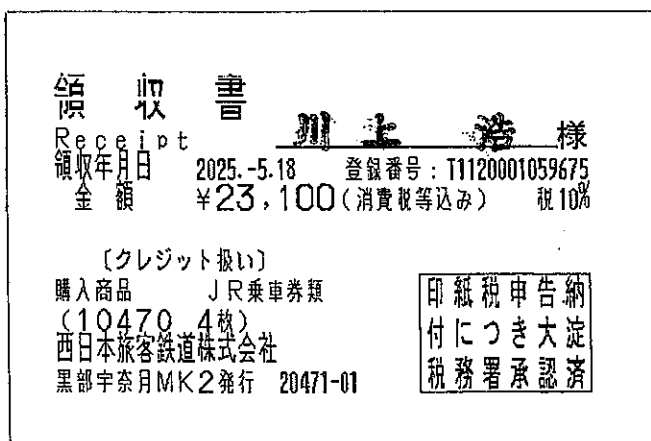 領収書
Receipt 川上 浩 様
領収年月日 2025.-5.18 登録番号：T1120001059675
金額 ￥23,100（消費税等込み） 税10%
〔クレジット扱い〕
購入商品 ＪＲ乗車券類
（10470 4枚）
西日本旅客鉄道株式会社
黒部宇奈月ＭＫ２発行 20471-01
印紙税申告納
付につき大淀
税務署承認済